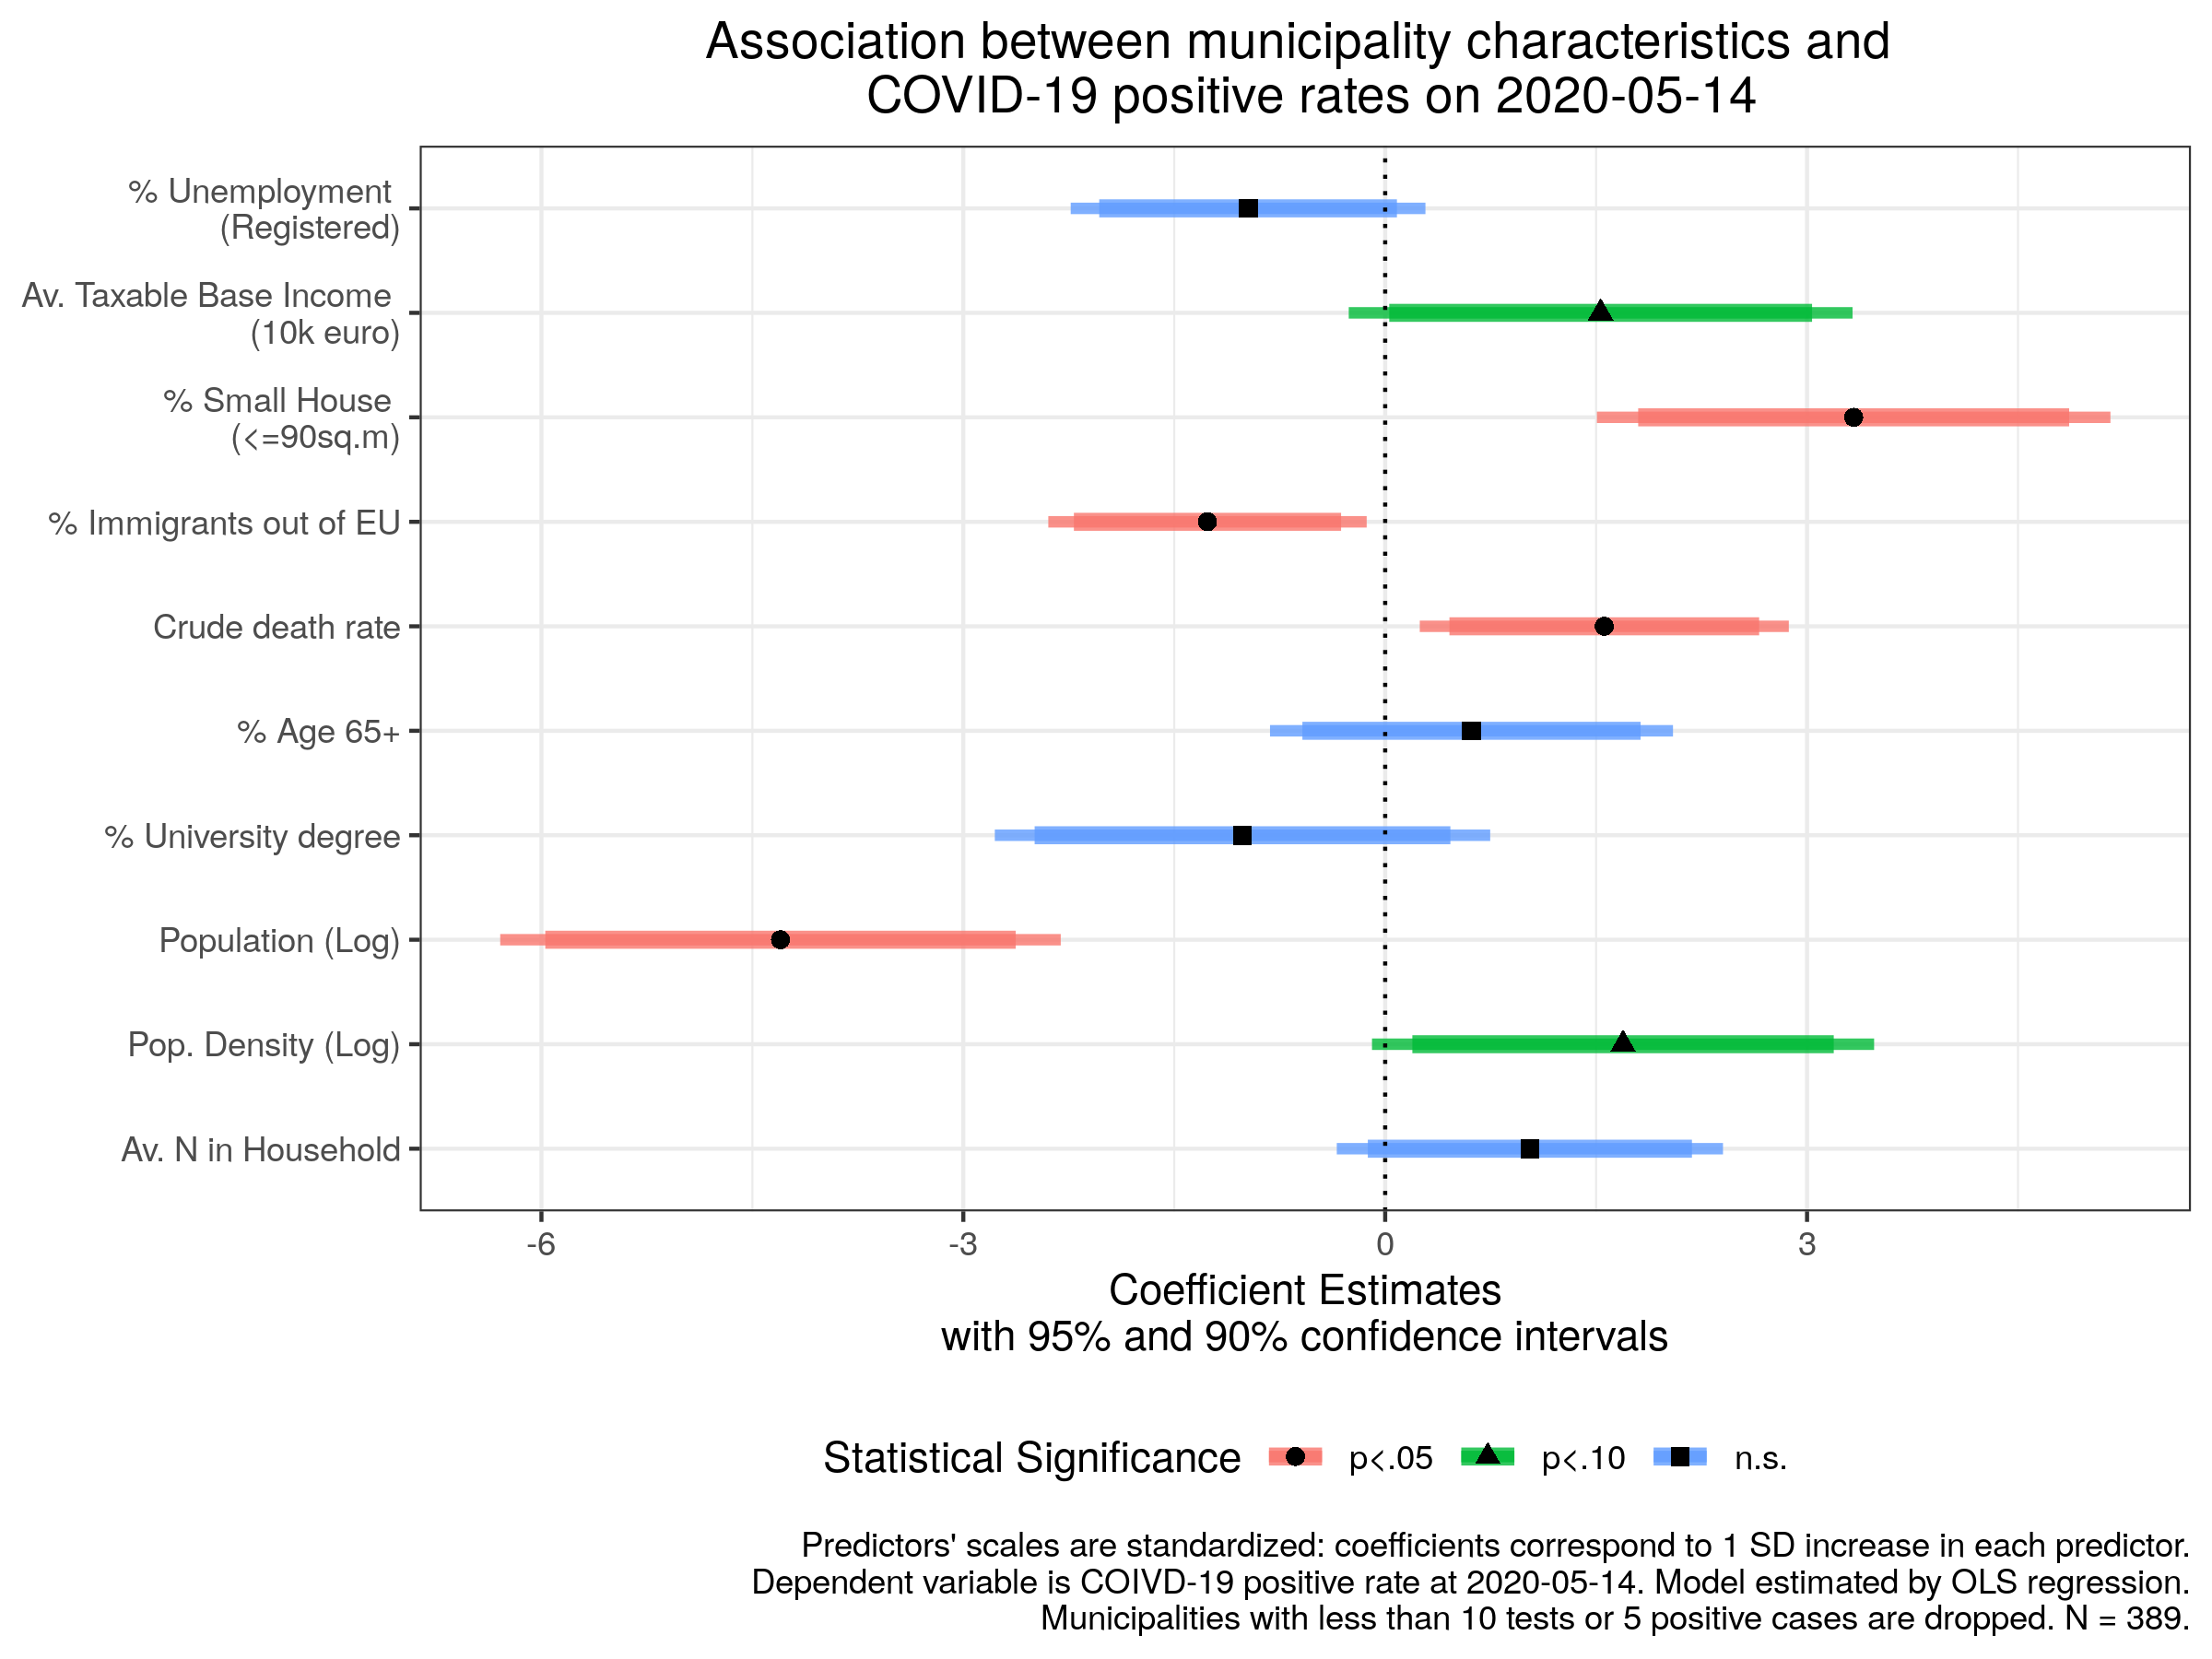 Association between municipality characteristics and
COVID-19 positive rates on 2020-05-14
% Unemployment
(Registered)
Av. Taxable Base Income
(10k euro)
% Small House
(<=90sq.m)
% Immigrants out of EU
Crude death rate
% Age 65+
% University degree
Population (Log)
Pop. Density (Log)
Av. N in Household
-6 -3 0 3
Coefficient Estimates
with 95% and 90% confidence intervals
Statistical Significance p<.05 p<.10 n.s.
Predictors' scales are standardized: coefficients correspond to 1 SD increase in each predictor.
Dependent variable is COIVD-19 positive rate at 2020-05-14. Model estimated by OLS regression.
Municipalities with less than 10 tests or 5 positive cases are dropped. N = 389.